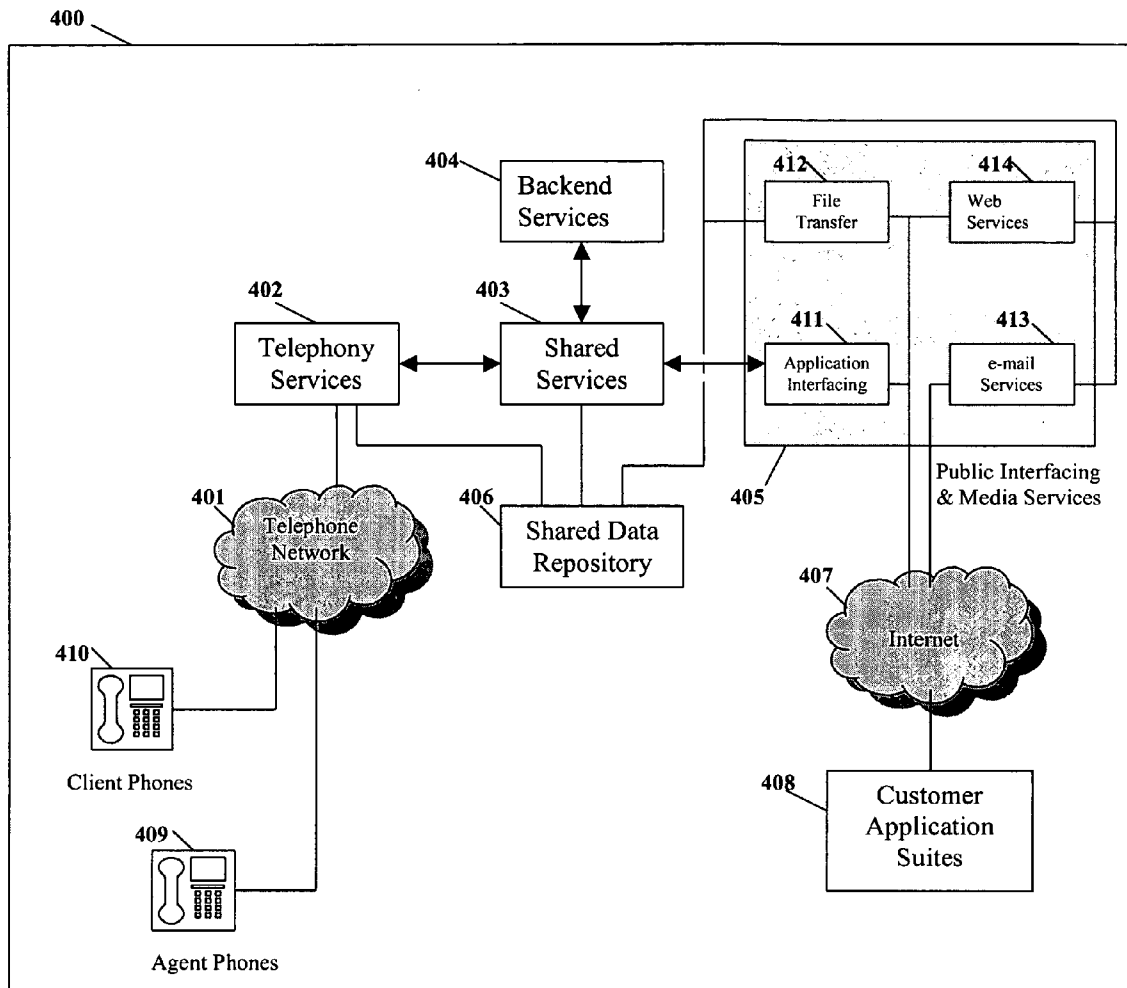 400
404
Backend
Services
412
File
Transfer
414
Web
Services
402
Telephony
Services
403
Shared
Services
411
Application
Interfacing
413
e-mail
Services
405
Public Interfacing
& Media Services
401
Telephone
Network
406
Shared Data
Repository
407
Internet
410
Client Phones
408
Customer
Application
Suites
409
Agent Phones